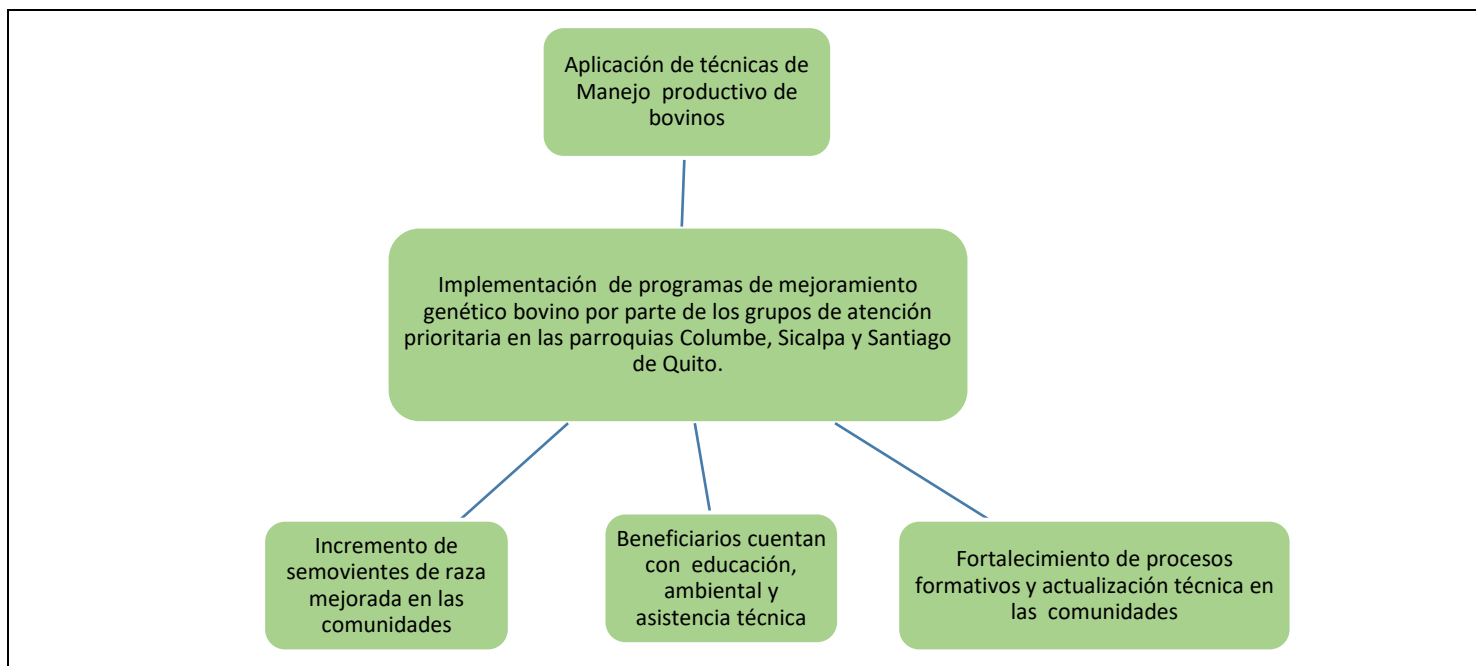 Aplicación de técnicas de
Manejo  productivo de
bovinos
Implementación  de programas de mejoramiento
genético bovino por parte de los grupos de atención
prioritaria en las parroquias Columbe, Sicalpa y Santiago
de Quito.
Incremento de
semovientes de raza
mejorada en las
comunidades
Beneficiarios cuentan
con  educación,
ambiental y
asistencia técnica
Fortalecimiento de procesos
formativos y actualización técnica en
las  comunidades